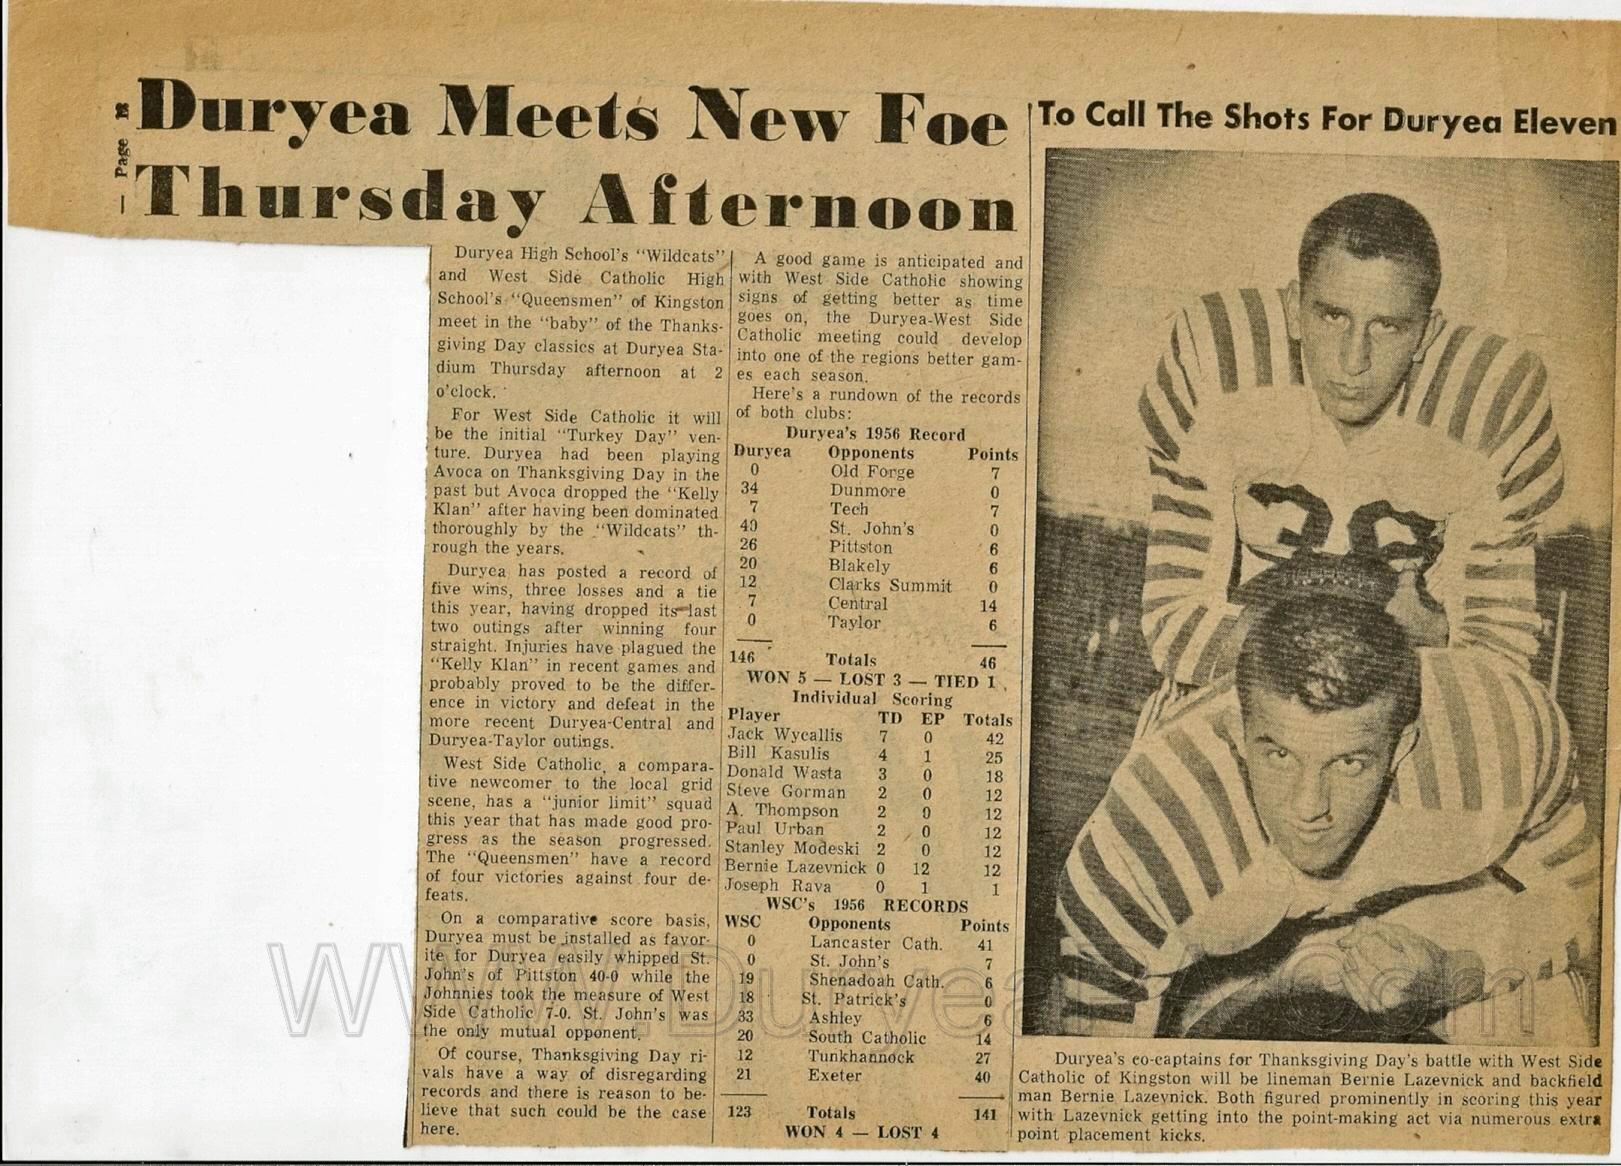 — Page 12
Duryea Meets New Foe
Thursday Afternoon
Duryea High School's "Wildcats"
and West Side Catholic High
School's "Queensmen" of Kingston
meet in the "baby" of the Thanks-
giving Day classics at Duryea Sta-
dium Thursday afternoon at 2
o'clock.
For West Side Catholic it will
be the initial "Turkey Day" ven-
ture. Duryea had been playing
Avoca on Thanksgiving Day in the
past but Avoca dropped the "Kelly
Klan" after having been dominated
thoroughly by the "Wildcats" th-
rough the years.
Duryea has posted a record of
five wins, three losses and a tie
this year, having dropped its last
two outings after winning four
straight. Injuries have plagued the
"Kelly Klan" in recent games and
probably proved to be the differ-
ence in victory and defeat in the
more recent Duryea-Central and
Duryea-Taylor outings.
West Side Catholic, a compara-
tive newcomer to the local grid
scene, has a "junior limit" squad
this year that has made good pro-
gress as the season progressed.
The "Queensmen" have a record
of four victories against four de-
feats.
On a comparative score basis,
Duryea must be installed as favor-
ite for Duryea easily whipped St.
John's of Pittston 40-0 while the
Johnnies took the measure of West
Side Catholic 7-0. St. John's was
the only mutual opponent.
Of course, Thanksgiving Day ri-
vals have a way of disregarding
records and there is reason to be-
lieve that such could be the case
here.
A good game is anticipated and
with West Side Catholic showing
signs of getting better as time
goes on, the Duryea-West Side
Catholic meeting could develop
into one of the regions better gam-
es each season.
Here's a rundown of the records
of both clubs:
Duryea's 1956 Record
Duryea Opponents Points
0 Old Forge 7
34 Dunmore 0
7 Tech 7
40 St. John's 0
26 Pittston 6
20 Blakely 6
12 Clarks Summit 0
7 Central 14
0 Taylor 6
146 Totals 46
WON 5 — LOST 3 — TIED 1
Individual Scoring
Player TD EP Totals
Jack Wycallis 7 0 42
Bill Kasulis 4 1 25
Donald Wasta 3 0 18
Steve Gorman 2 0 12
A. Thompson 2 0 12
Paul Urban 2 0 12
Stanley Modeski 2 0 12
Bernie Lazevnick 0 12 12
Joseph Rava 0 1 1
WSC's 1956 RECORDS
WSC Opponents Points
0 Lancaster Cath. 41
0 St. John's 7
19 Shenadoah Cath. 6
18 St. Patrick's 0
33 Ashley 6
20 South Catholic 14
12 Tunkhannock 27
21 Exeter 40
123 Totals 141
WON 4 — LOST 4
To Call The Shots For Duryea Eleven
Duryea's co-captains for Thanksgiving Day's battle with West Side
Catholic of Kingston will be lineman Bernie Lazevnick and backfield
man Bernie Lazevnick. Both figured prominently in scoring this year
with Lazevnick getting into the point-making act via numerous extra
point placement kicks.